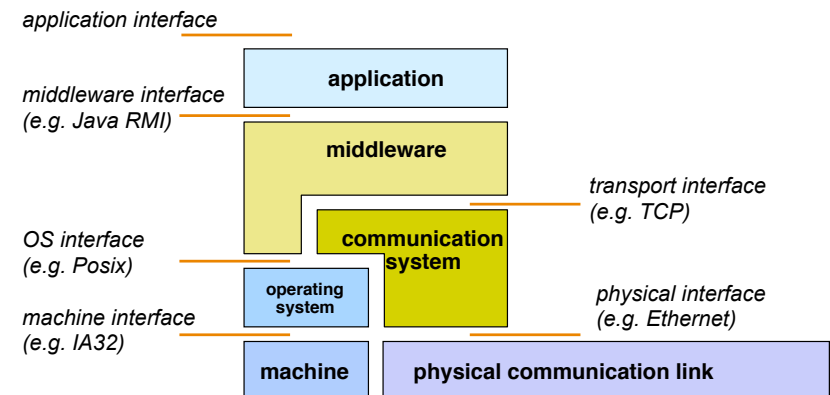 application interface
application
middleware interface
(e.g. Java RMI)
middleware
transport interface
(e.g. TCP)
OS interface
(e.g. Posix)
communication
system
operating
system
physical interface
(e.g. Ethernet)
machine interface
(e.g. IA32)
machine
physical communication link